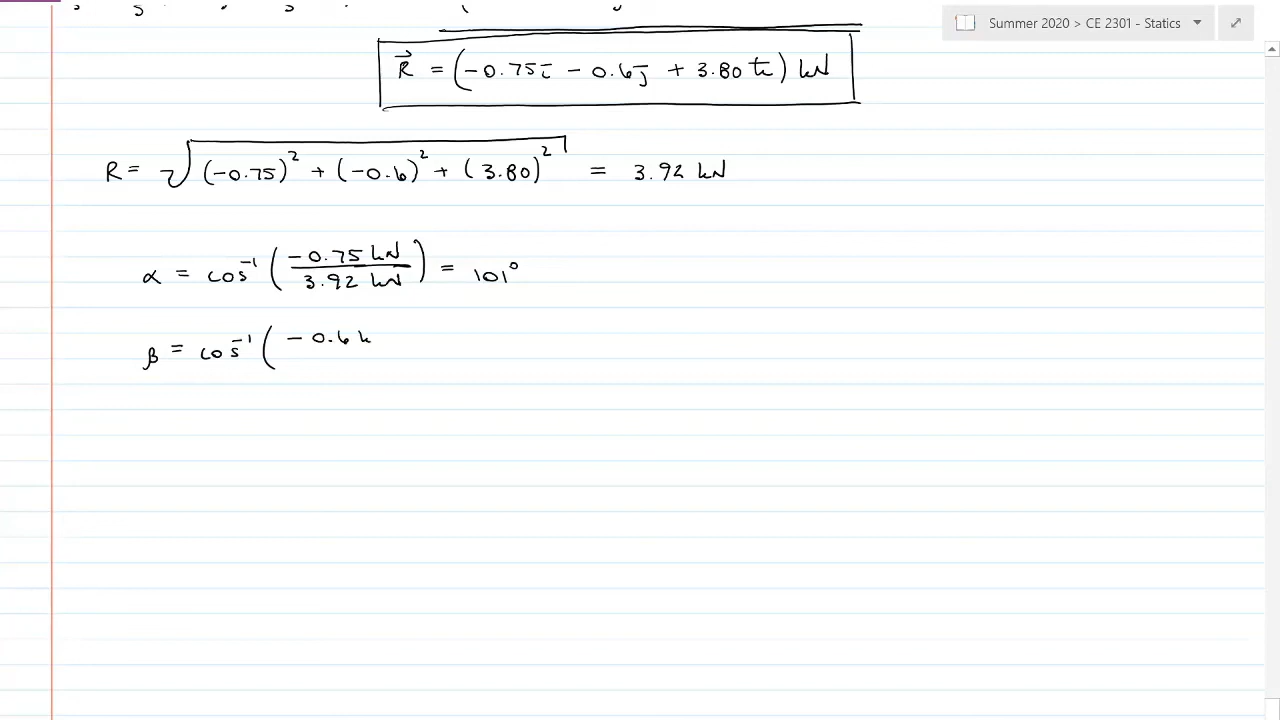 Summer 2020 > CE 2301 - Statics
R⃗ = (-0.75i̅ - 0.6j̅ + 3.80k̅) kN
R = √((-0.75)² + (-0.6)² + (3.80)²) = 3.92 kN
α = cos⁻¹(-0.75 kN / 3.92 kN) = 101°
β = cos⁻¹( -0.6 k